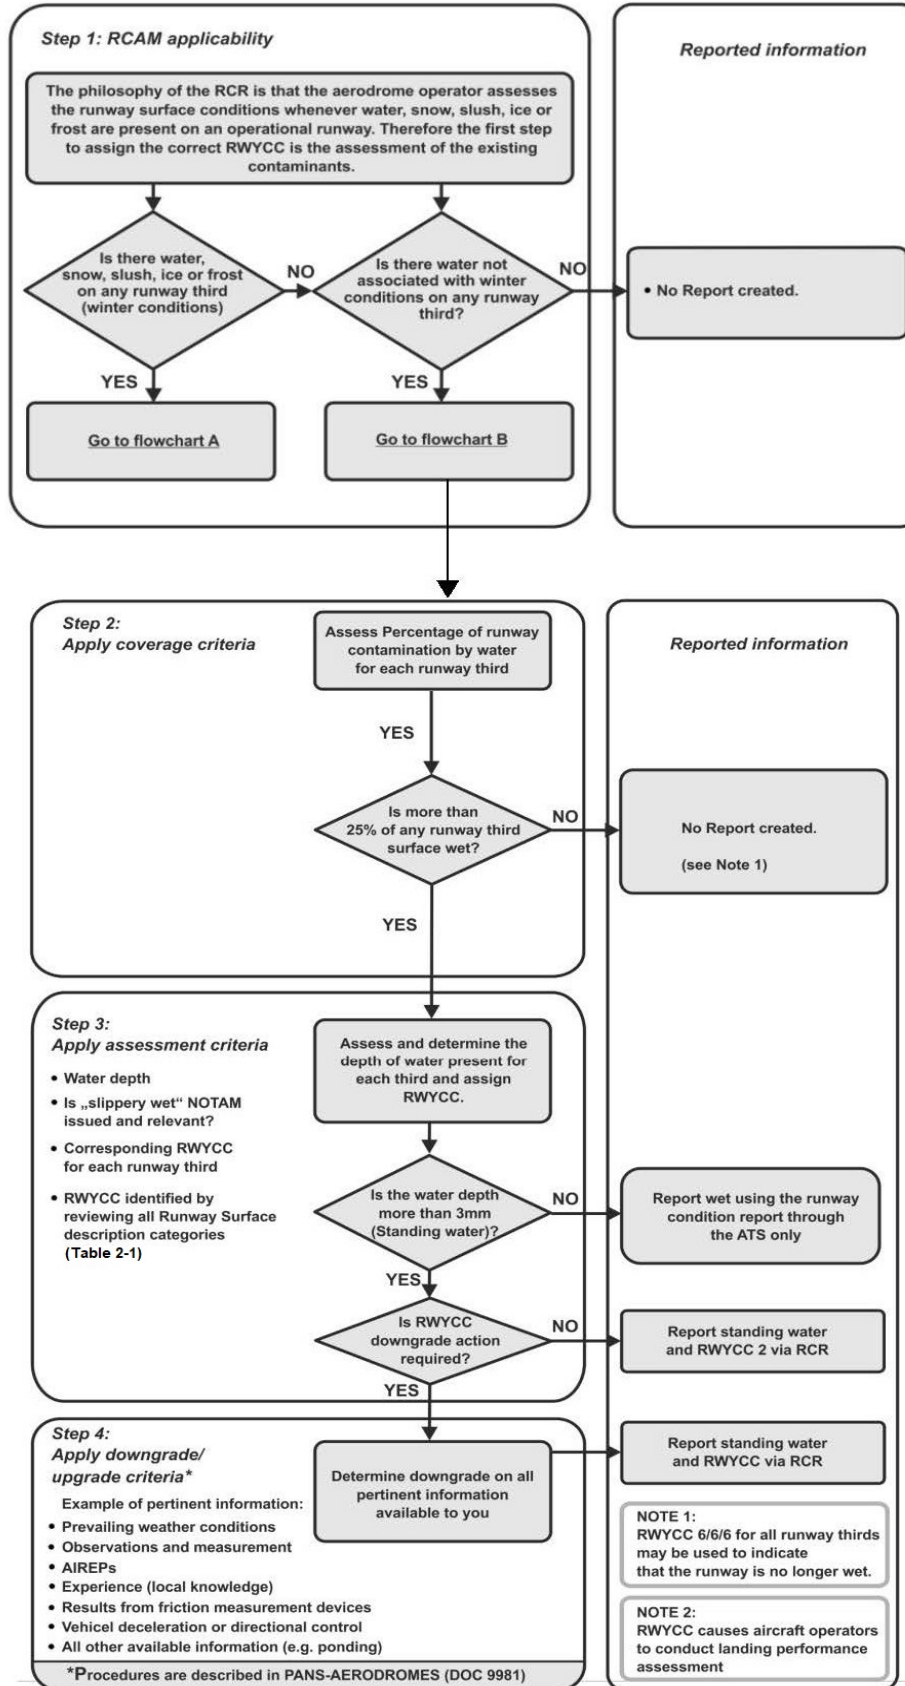 Step 1: RCAM applicability
Reported information
The philosophy of the RCR is that the aerodrome operator assesses
the runway surface conditions whenever water, snow, slush, ice or
frost are present on an operational runway. Therefore the first step
to assign the correct RWYCC is the assessment of the existing
contaminants.
Is there water,
snow, slush, ice or frost
on any runway third
(winter conditions)
NO
Is there water not
associated with winter
conditions on any runway
third?
NO
• No Report created.
YES
YES
Go to flowchart A
Go to flowchart B
Step 2:
Apply coverage criteria
Assess Percentage of runway
contamination by water
for each runway third
Reported information
YES
Is more than
25% of any runway third
surface wet?
NO
No Report created.
(see Note 1)
YES
Step 3:
Apply assessment criteria
• Water depth
• Is „slippery wet“ NOTAM
issued and relevant?
• Corresponding RWYCC
for each runway third
• RWYCC identified by
reviewing all Runway Surface
description categories
(Table 2-1)
Assess and determine the
depth of water present for
each third and assign
RWYCC.
Is the water depth
more than 3mm
(Standing water)?
NO
Report wet using the runway
condition report through
the ATS only
YES
Is RWYCC
downgrade action
required?
NO
Report standing water
and RWYCC 2 via RCR
YES
Step 4:
Apply downgrade/
upgrade criteria*
Example of pertinent information:
• Prevailing weather conditions
• Observations and measurement
• AIREPs
• Experience (local knowledge)
• Results from friction measurement devices
• Vehicel deceleration or directional control
• All other available information (e.g. ponding)
*Procedures are described in PANS-AERODROMES (DOC 9981)
Determine downgrade on all
pertinent information
available to you
Report standing water
and RWYCC via RCR
NOTE 1:
RWYCC 6/6/6 for all runway thirds
may be used to indicate
that the runway is no longer wet.
NOTE 2:
RWYCC causes aircraft operators
to conduct landing performance
assessment